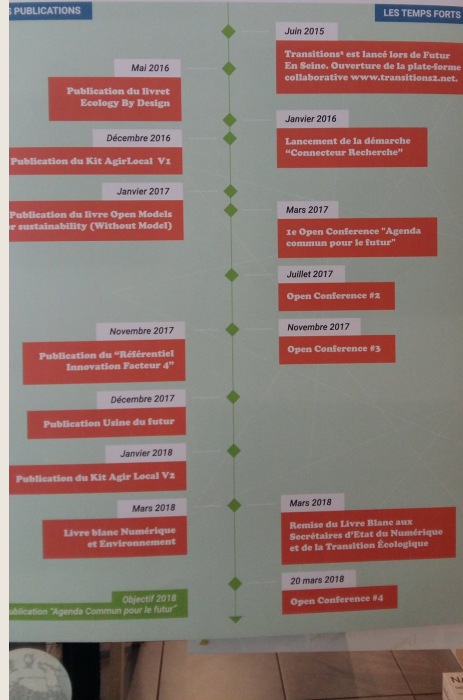 PUBLICATIONS
Mai 2016
Publication du livret
Ecology By Design
Décembre 2016
Publication du Kit AgirLocal V1
Janvier 2017
Publication du livre Open Models
sustainability (Without Model)
Novembre 2017
Publication du “Référentiel
Innovation Facteur 4”
Décembre 2017
Publication Usine du futur
Janvier 2018
Publication du Kit Agir Local V2
Mars 2018
Livre blanc Numérique
et Environnement
Objectif 2018
"Agenda Commun pour le futur"
LES TEMPS FORTS
Juin 2015
Transitions² est lancé lors de Futur
En Seine. Ouverture de la plate-forme
collaborative www.transitions2.net.
Janvier 2016
Lancement de la démarche
“Connecteur Recherche”
Mars 2017
1e Open Conference "Agenda
commun pour le futur"
Juillet 2017
Open Conference #2
Novembre 2017
Open Conference #3
Mars 2018
Remise du Livre Blanc aux
Secrétaires d'Etat du Numérique
et de la Transition Écologique
20 mars 2018
Open Conference #4